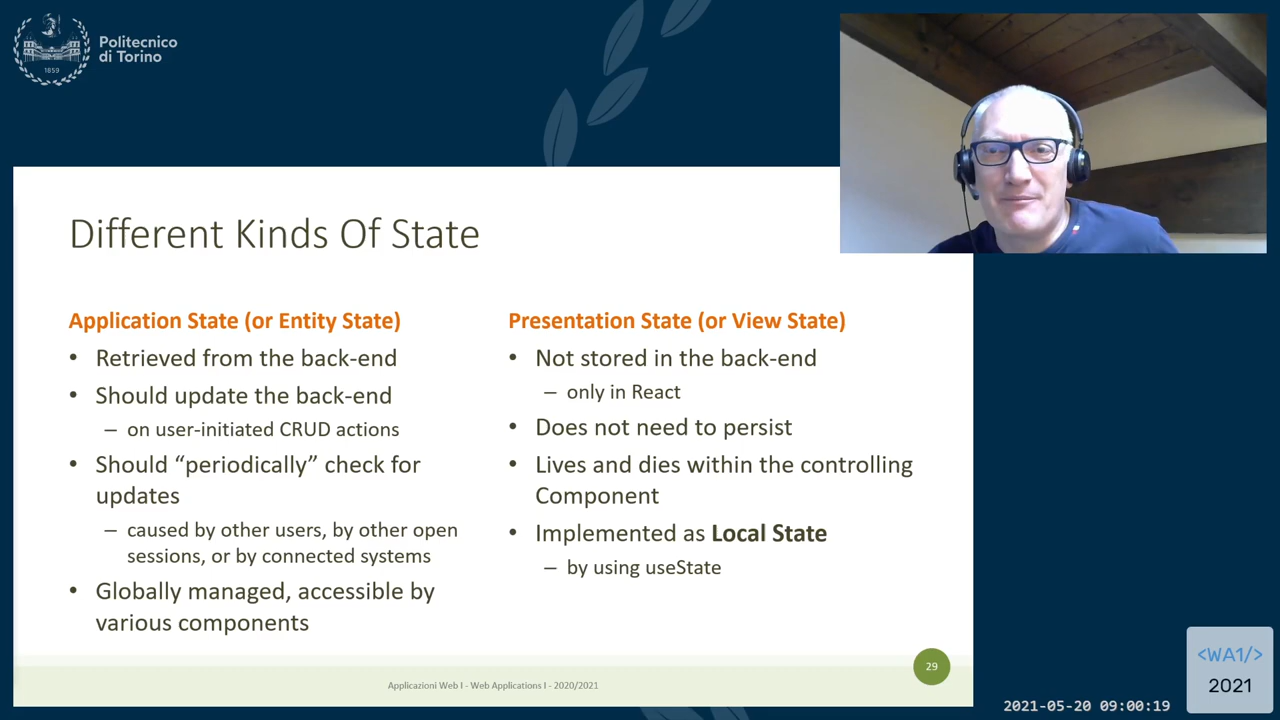 Politecnico
di Torino
1859
Different Kinds Of State
Application State (or Entity State)
• Retrieved from the back-end
• Should update the back-end
– on user-initiated CRUD actions
• Should “periodically” check for
updates
– caused by other users, by other open
sessions, or by connected systems
• Globally managed, accessible by
various components
Presentation State (or View State)
• Not stored in the back-end
– only in React
• Does not need to persist
• Lives and dies within the controlling
Component
• Implemented as Local State
– by using useState
29
Applicazioni Web I - Web Applications I - 2020/2021
<WA1/>
2021
2021-05-20 09:00:19